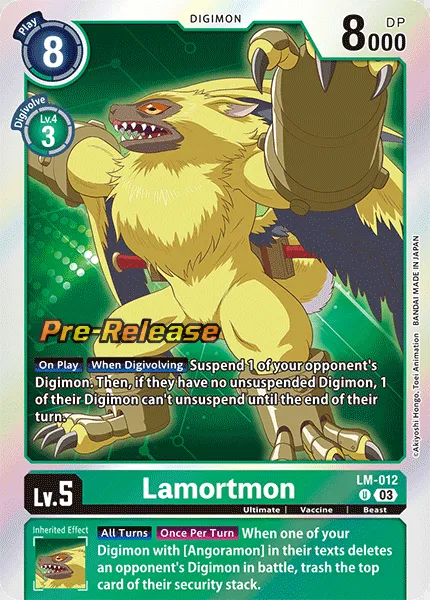 Play
8
DIGIMON
8000
DP
Digivolve
Lv.4
3
Pre-Release
On Play When Digivolving Suspend 1 of your opponent's
Digimon. Then, if they have no unsuspended Digimon, 1
of their Digimon can't unsuspend until the end of their
turn.
©Akiyoshi Hongo, Toei Animation BANDAI MADE IN JAPAN
Lv.5
Lamortmon
LM-012
U 03
Ultimate | Vaccine | Beast
Inherited Effect
All Turns Once Per Turn When one of your
Digimon with [Angoramon] in their texts deletes
an opponent's Digimon in battle, trash the top
card of their security stack.